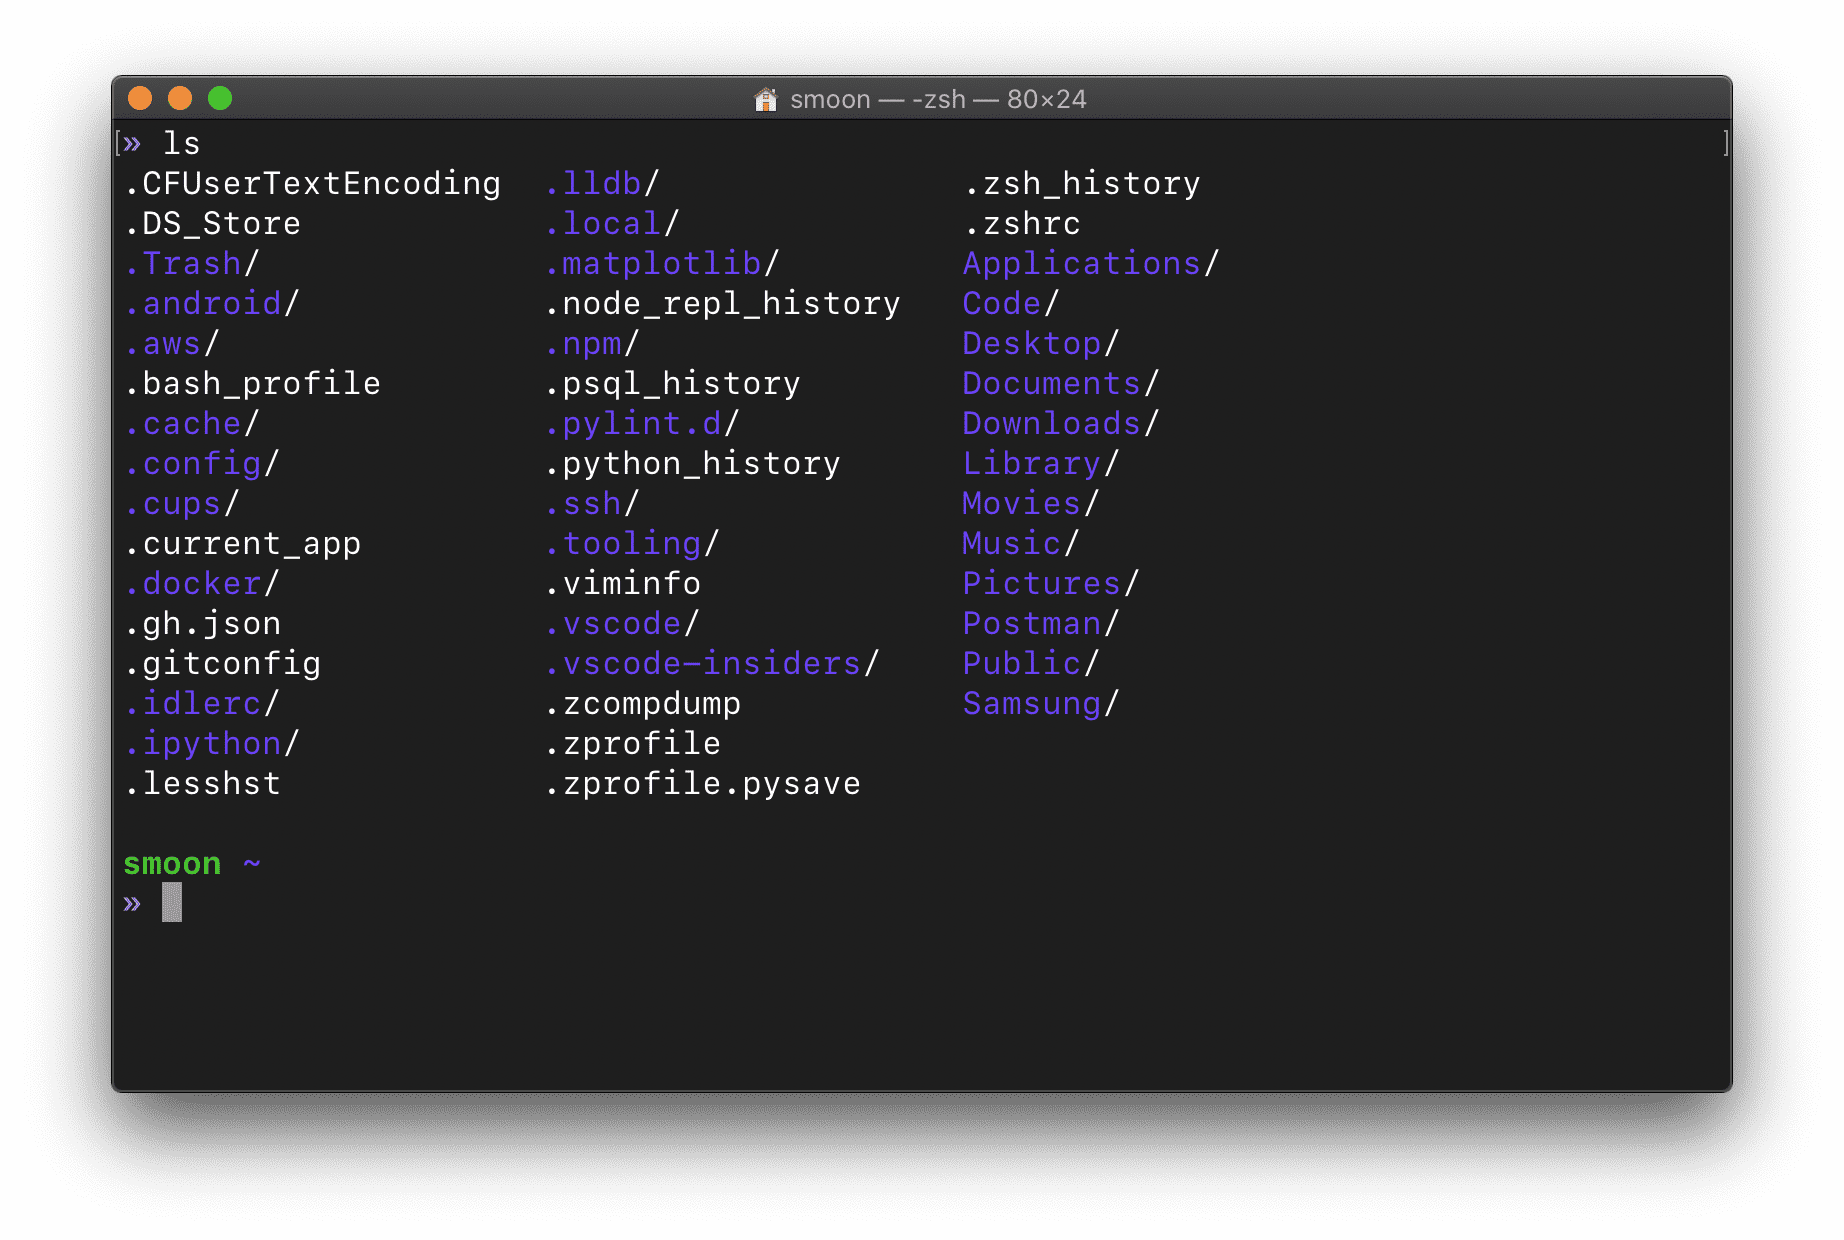 smoon — -zsh — 80×24
[» ls ]
.CFUserTextEncoding .lldb/ .zsh_history
.DS_Store .local/ .zshrc
.Trash/ .matplotlib/ Applications/
.android/ .node_repl_history Code/
.aws/ .npm/ Desktop/
.bash_profile .psql_history Documents/
.cache/ .pylint.d/ Downloads/
.config/ .python_history Library/
.cups/ .ssh/ Movies/
.current_app .tooling/ Music/
.docker/ .viminfo Pictures/
.gh.json .vscode/ Postman/
.gitconfig .vscode-insiders/ Public/
.idlerc/ .zcompdump Samsung/
.ipython/ .zprofile
.lesshst .zprofile.pysave
smoon ~
»